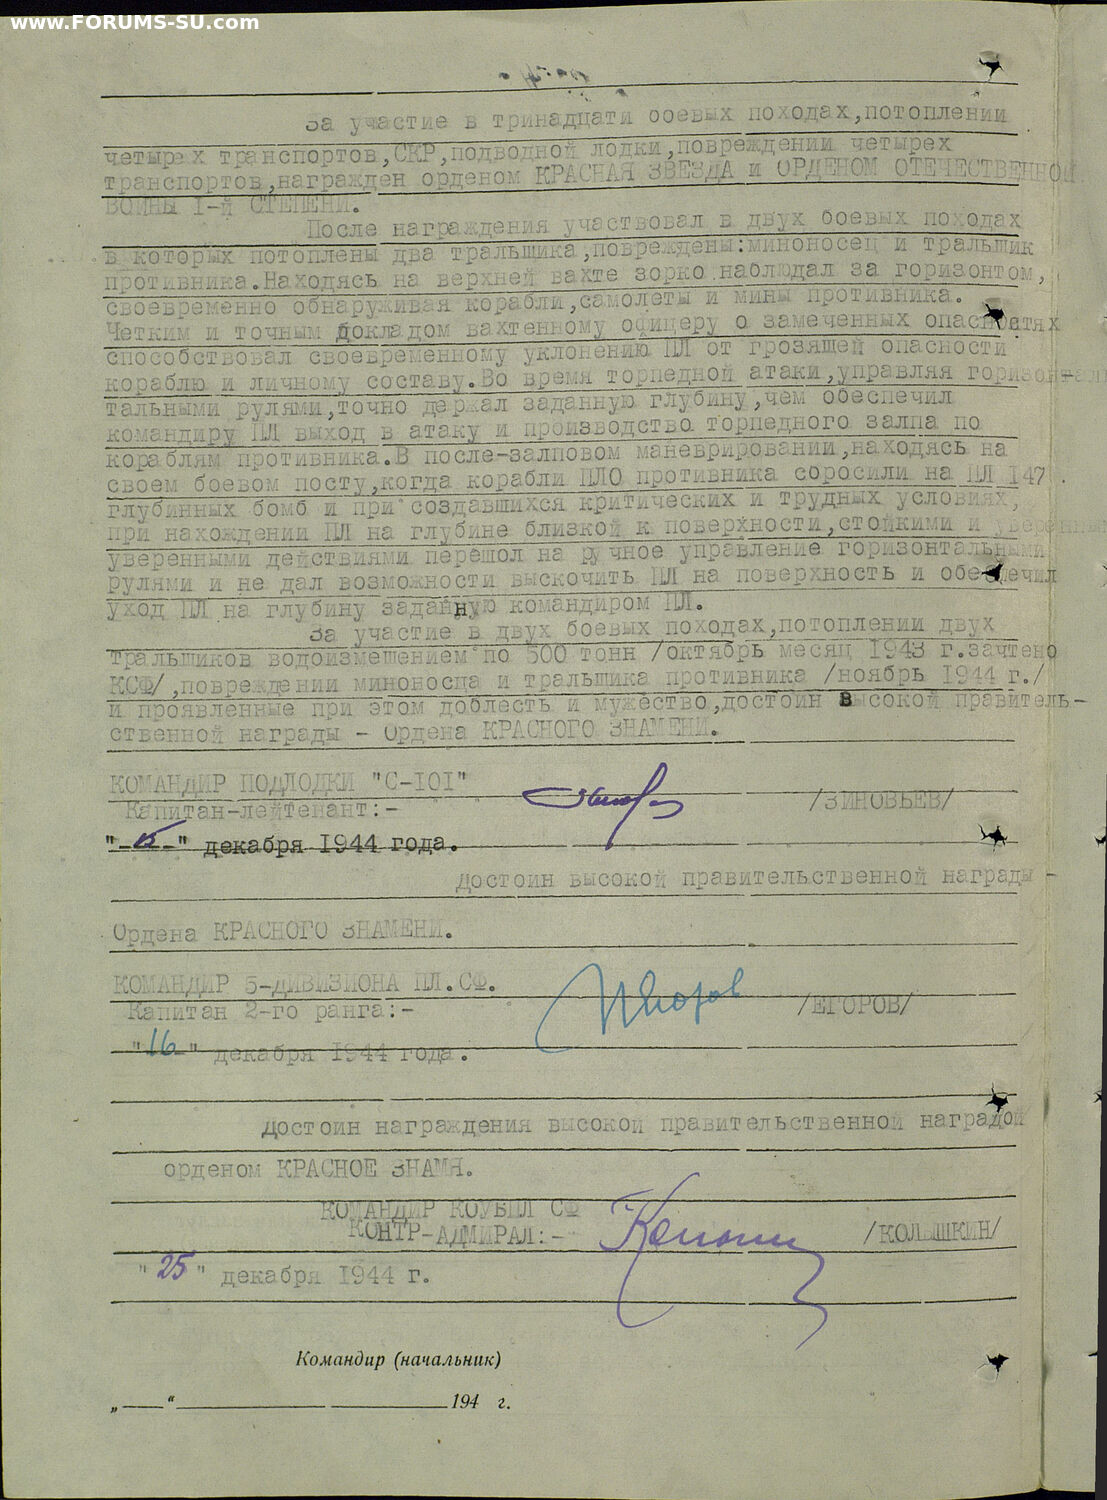 www.FORUMS-SU.com
За участие в тринадцати боевых походах,потоплении
четырех транспортов,СКР,подводной лодки,повреждении четырех
транспортов,награжден орденом КРАСНАЯ ЗВЕЗДА и ОРДЕНОМ ОТЕЧЕСТВЕННОЙ
ВОЙНЫ I-й СТЕПЕНИ.
После награждения участвовал в двух боевых походах
в которых потоплены два тральщика,повреждены:миноносец и тральщик
противника.Находясь на верхней вахте зорко наблюдал за горизонтом,
своевременно обнаруживая корабли,самолеты и мины противника.
Четким и точным докладом вахтенному офицеру о замеченных опасностях
способствовал своевременному уклонению ПЛ от грозящей опасности
кораблю и личному составу.Во время торпедной атаки,управляя горизон-
тальными рулями,точно держал заданную глубину,чем обеспечил
командиру ПЛ выход в атаку и производство торпедного залпа по
кораблям противника.В после-залповом маневрировании,находясь на
своем боевом посту,когда корабли ПЛО противника сбросили на ПЛ 147
глубинных бомб и при создавшихся критических и трудных условиях,
при нахождении ПЛ на глубине близкой к поверхности,стойкими и
уверенными действиями перешол на ручное управление горизонтальными
рулями и не дал возможности выскочить ПЛ на поверхность и обеспечил
уход ПЛ на глубину заданную командиром ПЛ.
За участие в двух боевых походах,потоплении двух
тральщиков водоизмешением по 500 тонн /октябрь месяц 1943 г.зачтено
КСФ/,повреждении миноносца и тральщика противника /ноябрь 1944 г./
и проявленные при этом доблесть и мужество,достоин высокой правитель-
ственной награды - Ордена КРАСНОГО ЗНАМЕНИ.
КОМАНДИР ПОДЛОДКИ "С-101"
Капитан-лейтенант:- /ЗИНОВЬЕВ/
"-15-" декабря 1944 года.
Достоин высокой правительственной награды -
Ордена КРАСНОГО ЗНАМЕНИ.
КОМАНДИР 5-ДИВИЗИОНА ПЛ.СФ.
Капитан 2-го ранга:- /ЕГОРОВ/
"16-" декабря 1944 года.
Достоин награждения высокой правительственной наградой
орденом КРАСНОЕ ЗНАМЯ.
КОМАНДИР КОУБПЛ СФ
КОНТР-АДМИРАЛ:- /КОЛЫШКИН/
"25" декабря 1944 г.
Командир (начальник)
„____“ ____________ 194 г.